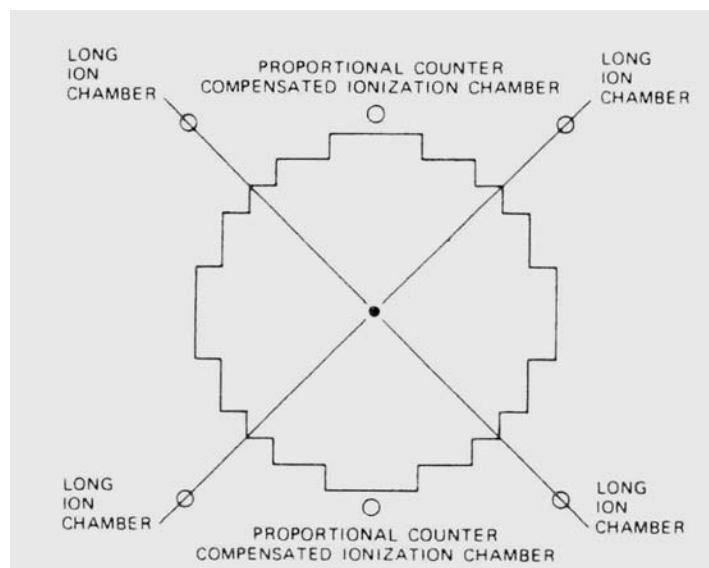 LONG
ION
CHAMBER
PROPORTIONAL COUNTER
COMPENSATED IONIZATION CHAMBER
LONG
ION
CHAMBER
LONG
ION
CHAMBER
PROPORTIONAL COUNTER
COMPENSATED IONIZATION CHAMBER
LONG
ION
CHAMBER